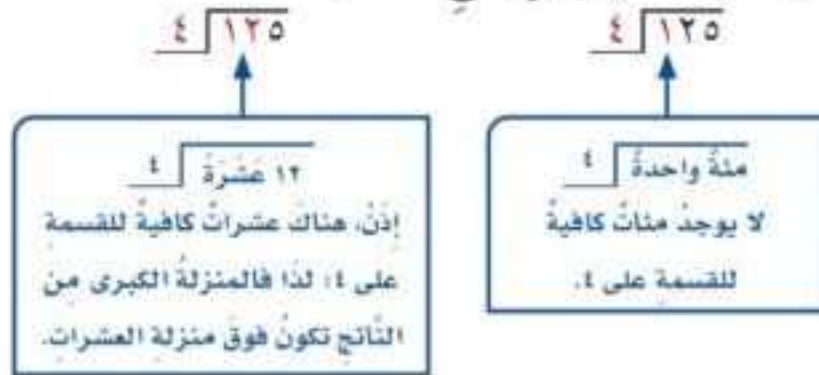 ٤ ١٢٥
مئةٌ واحدةٌ ٤
لا يوجدُ مئاتٌ كافيةٌ
للقسمةِ على ٤.
٤ ١٢٥
١٢ عَشَرَةً ٤
إذَنْ، هناكَ عشراتٌ كافيةٌ للقسمةِ
على ٤؛ لذا فالمنزلةُ الكبرى منَ
النَّاتجِ تكونُ فوقَ منزلةِ العشراتِ.